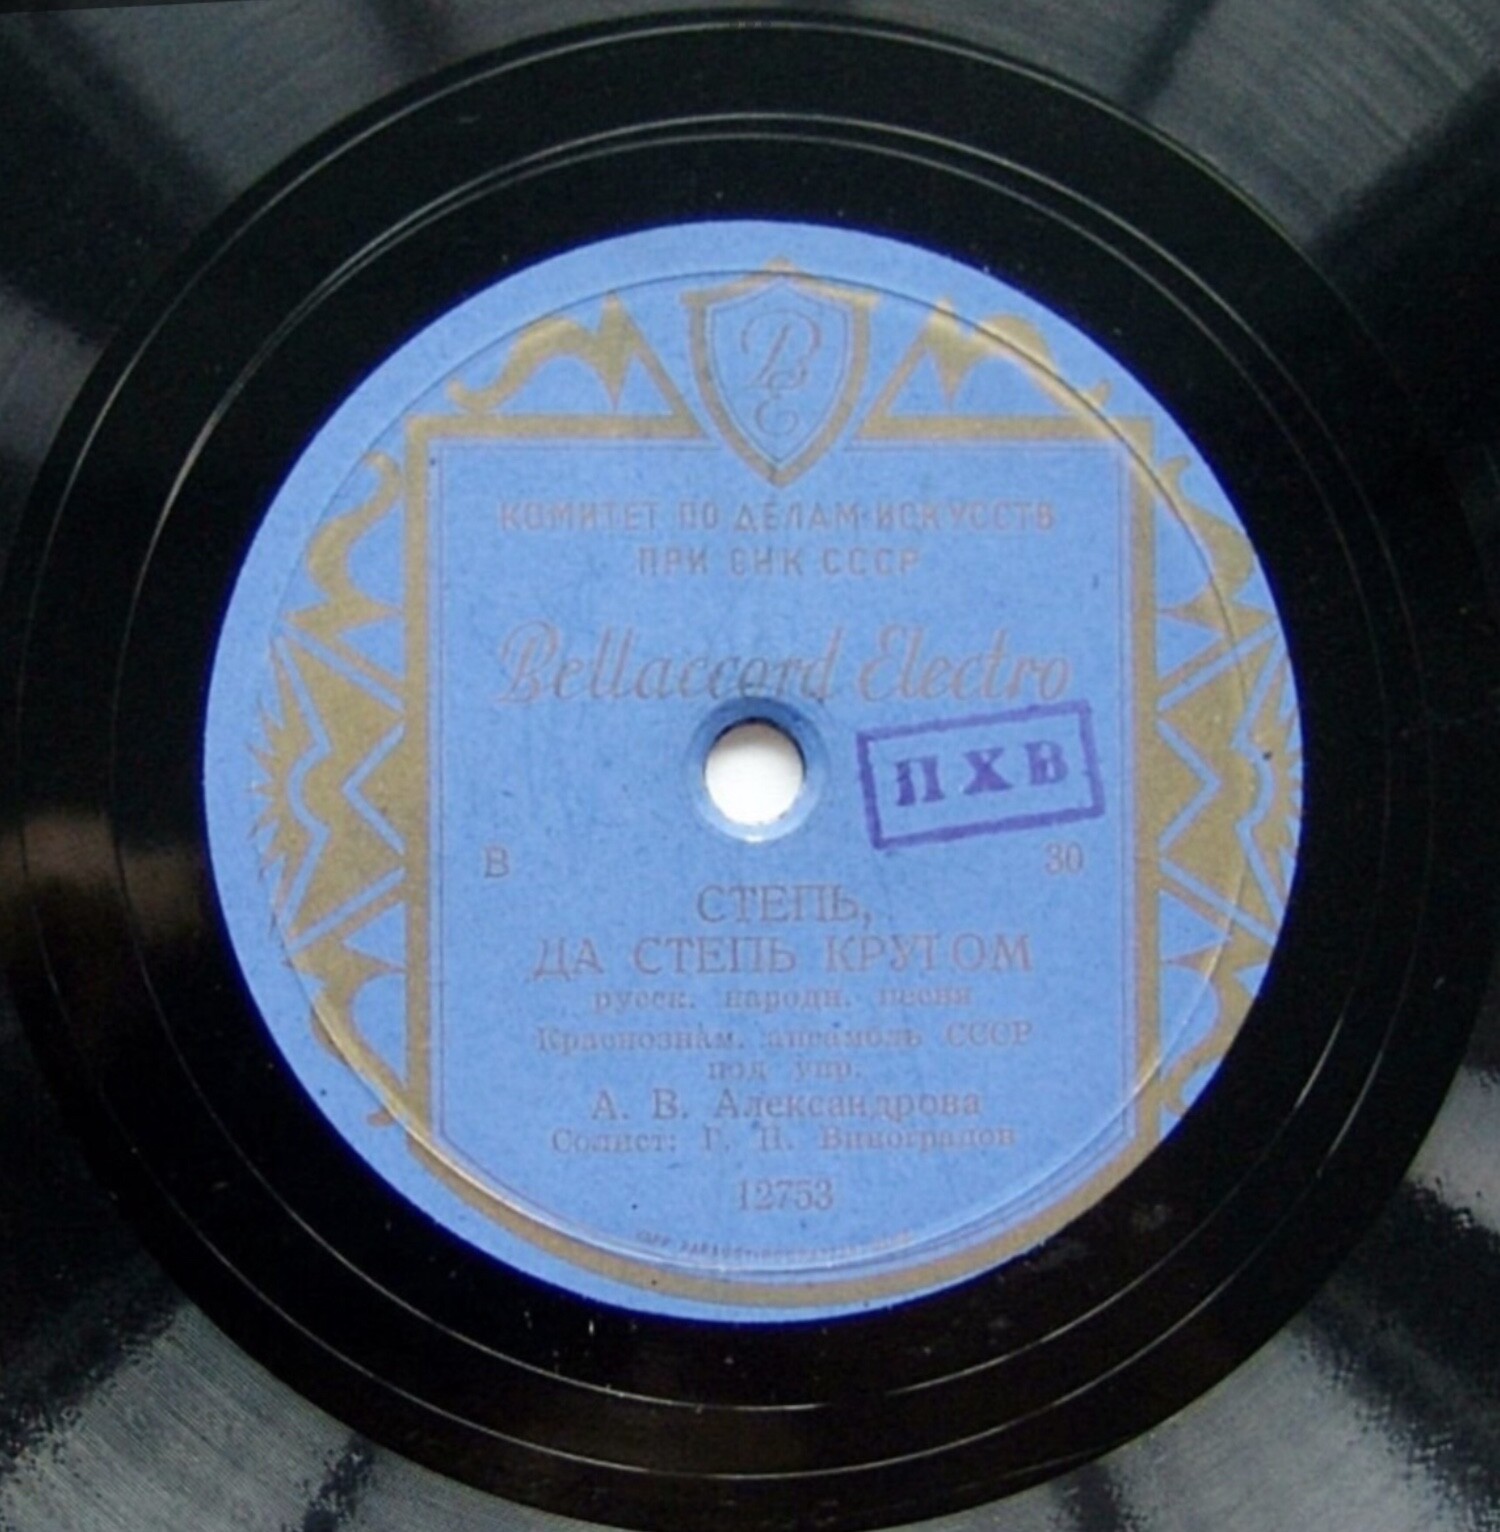 BE
КОМИТЕТ ПО ДЕЛАМ ИСКУССТВ
ПРИ СНК СССР
Bellaccord Electro
ПХВ
В 30
СТЕПЬ,
ДА СТЕПЬ КРУГОМ
русск. народн. песня
Краснознам. ансамбль СССР
под упр.
А. В. Александрова
Солист: Г. П. Виноградов
12753